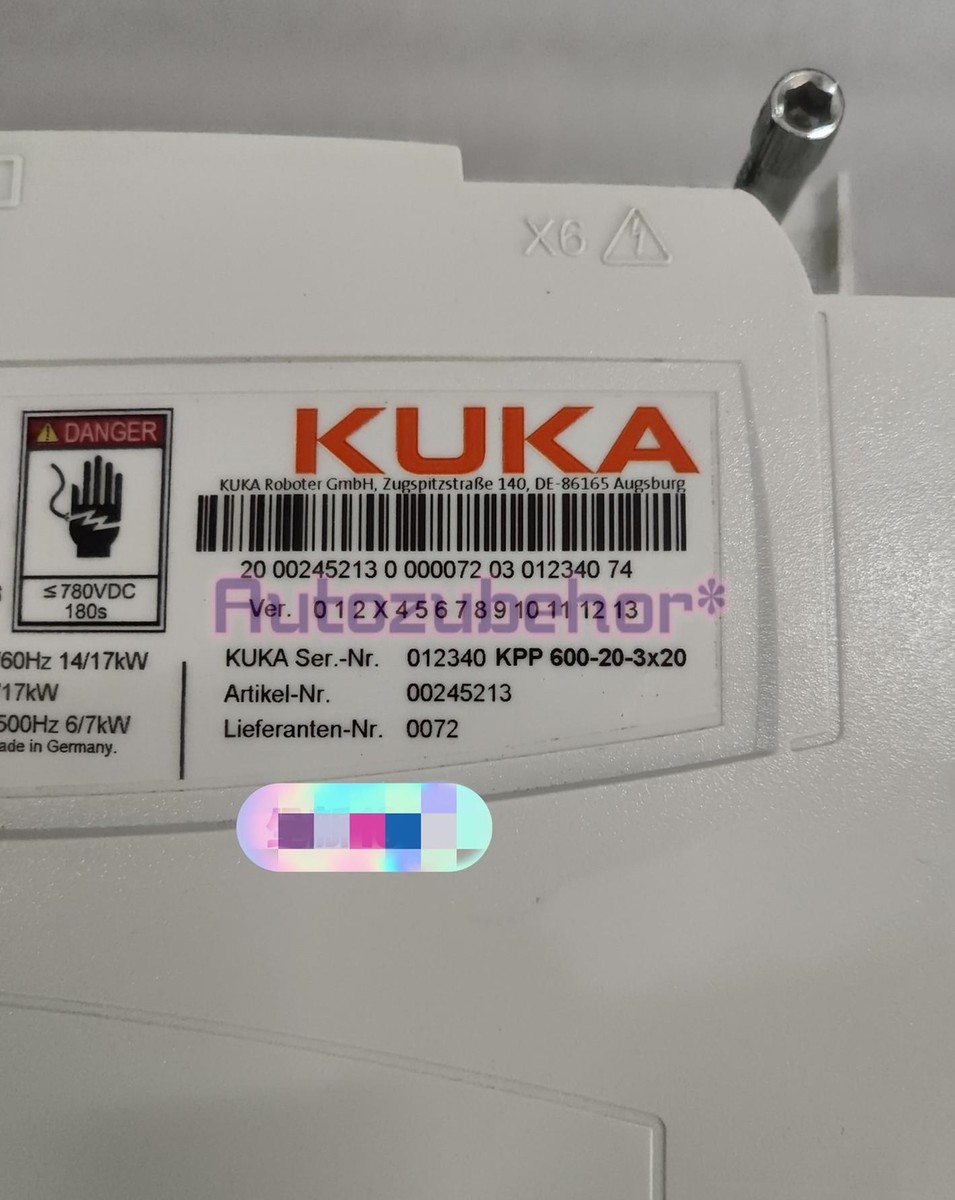 X6
DANGER
≤780VDC
180s
/60Hz 14/17kW
/17kW
500Hz 6/7kW
ade in Germany.
KUKA
KUKA Roboter GmbH, Zugspitzstraße 140, DE-86165 Augsburg
20 00245213 0 000072 03 012340 74
Ver. 0 1 2 X 4 5 6 7 8 9 10 11 12 13
Autozubehor*
KUKA Ser.-Nr. 012340 KPP 600-20-3x20
Artikel-Nr. 00245213
Lieferanten-Nr. 0072